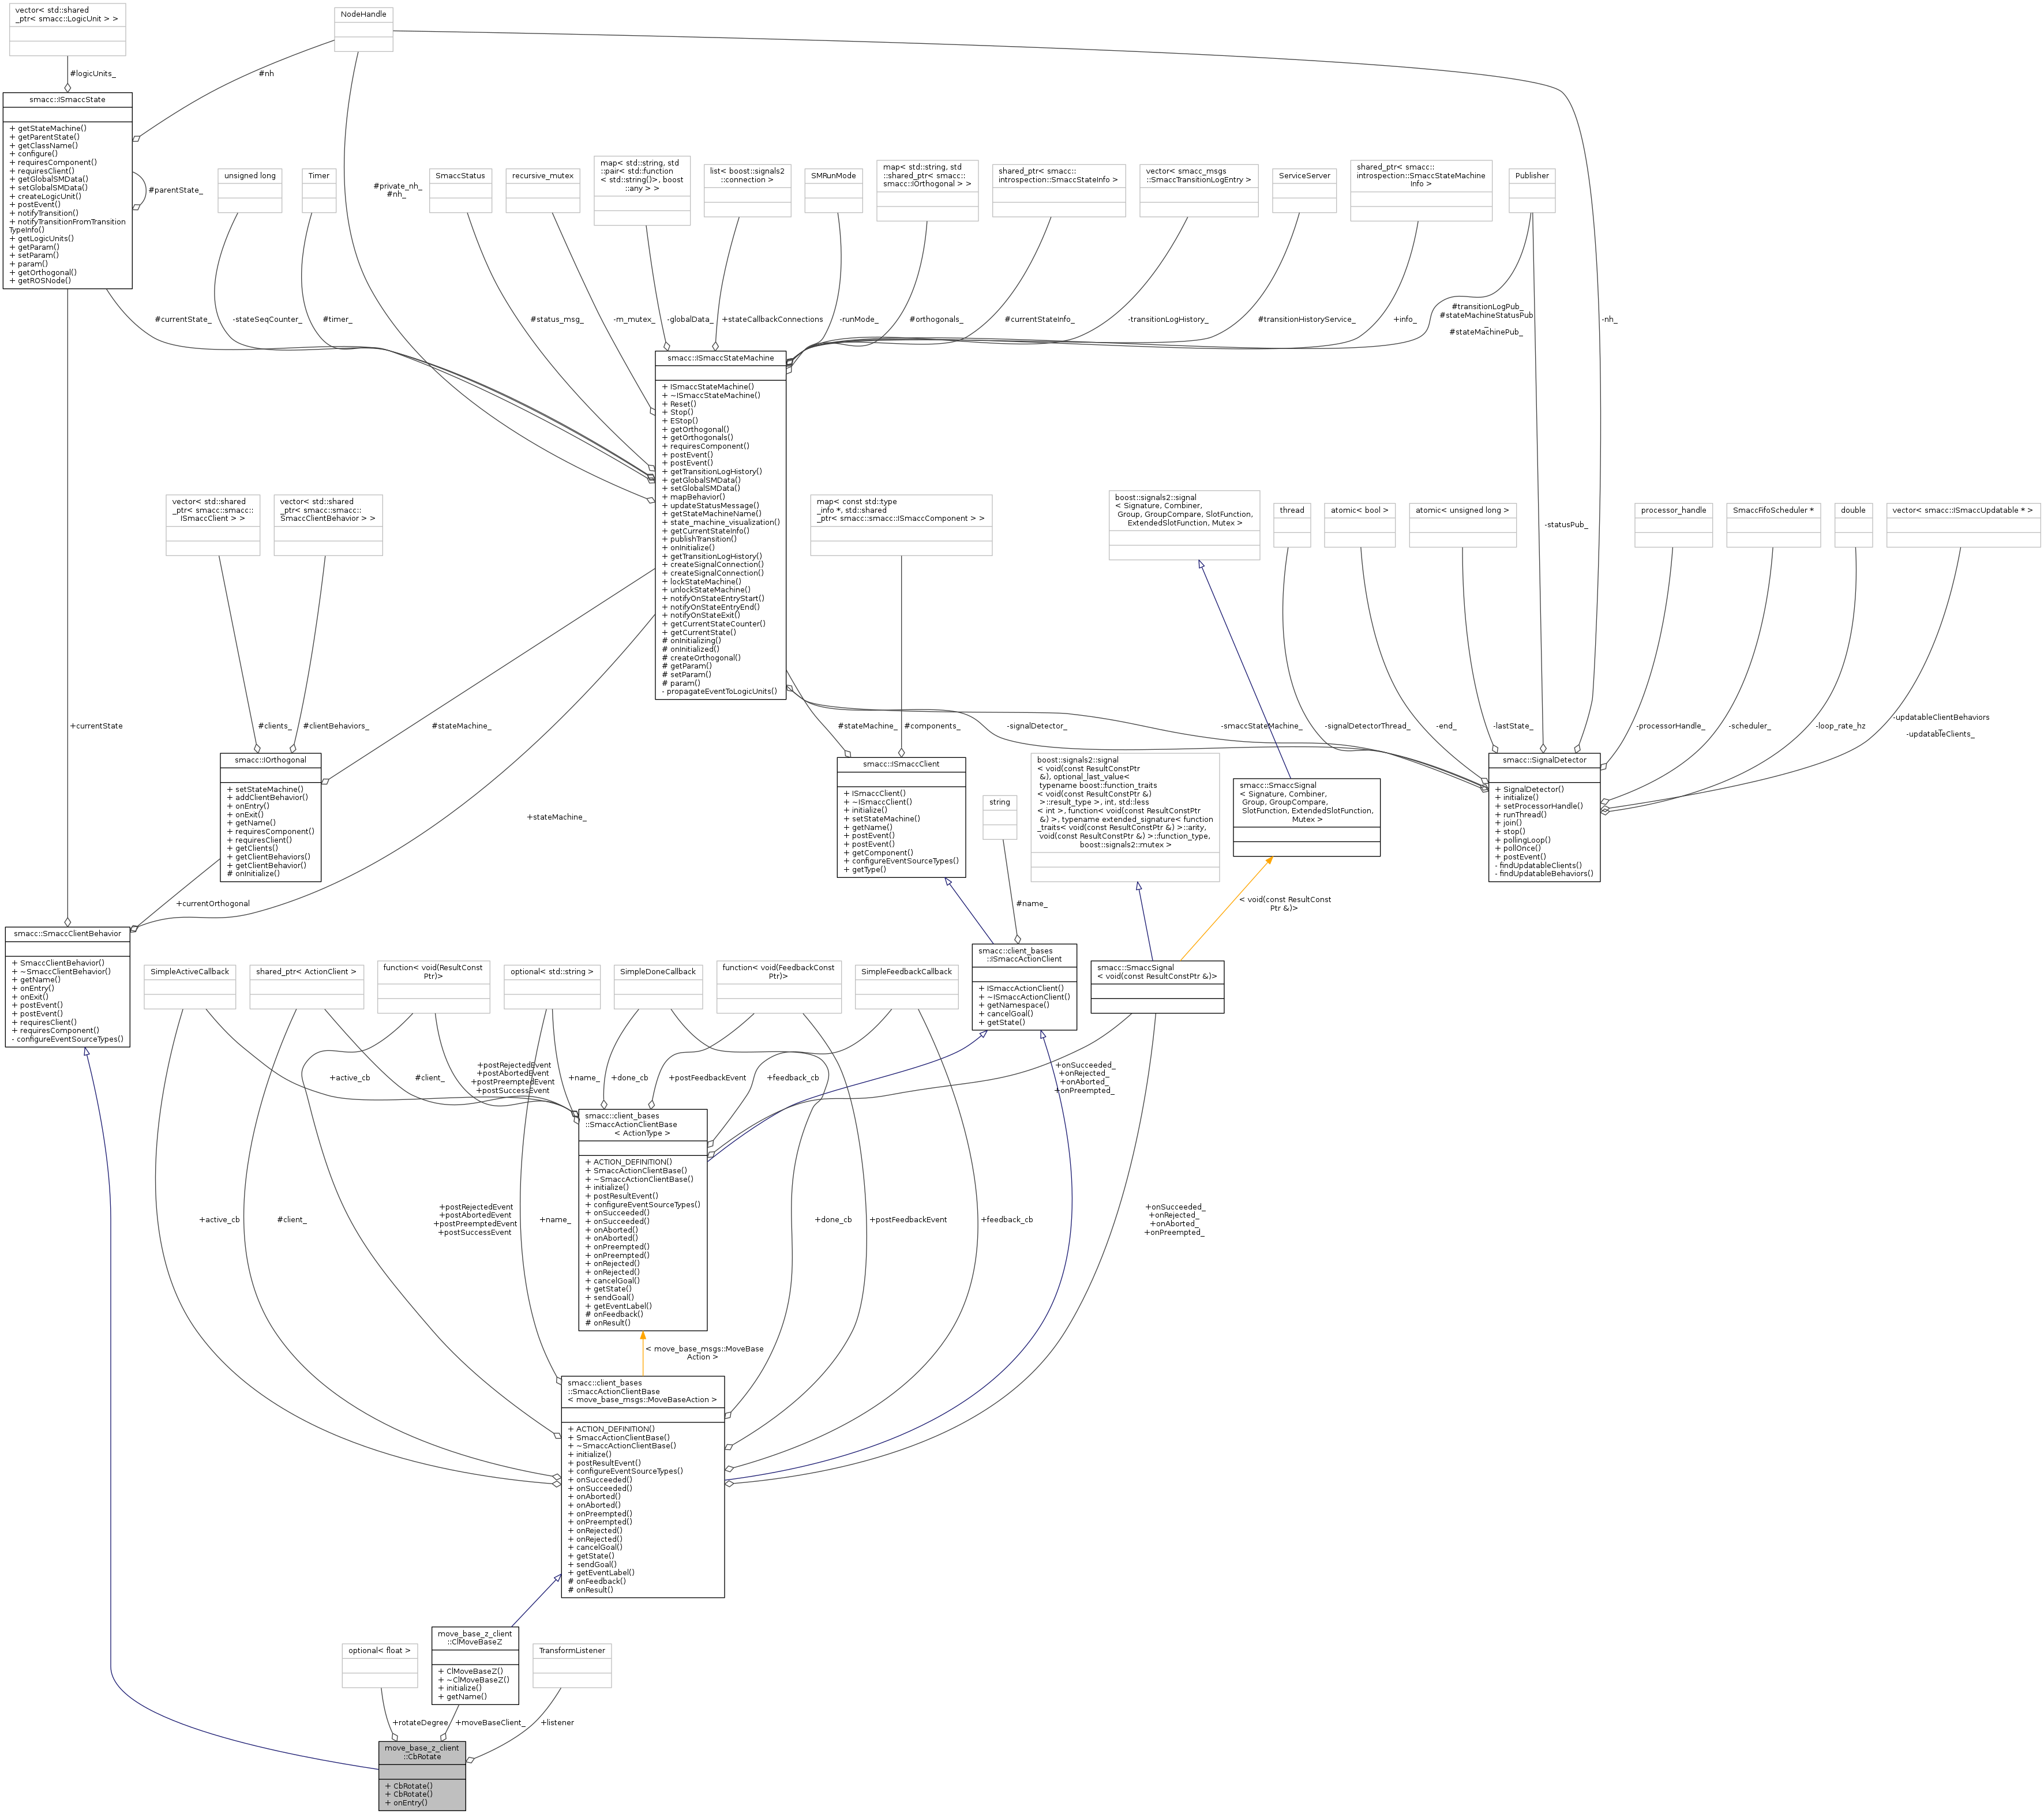 vector< std::shared
_ptr< smacc::LogicUnit > >
NodeHandle
#logicUnits_
#nh
smacc::ISmaccState
+ getStateMachine()
+ getParentState()
+ getClassName()
+ configure()
+ requiresComponent()
+ requiresClient()
+ getGlobalSMData()
+ setGlobalSMData()
+ createLogicUnit()
+ postEvent()
+ notifyTransition()
+ notifyTransitionFromTransition
TypeInfo()
+ getLogicUnits()
+ getParam()
+ setParam()
+ param()
+ getOrthogonal()
+ getROSNode()
#parentState_
unsigned long
Timer
#private_nh_
#nh_
SmaccStatus
recursive_mutex
map< std::string, std
::pair< std::function
< std::string()>, boost
::any > >
list< boost::signals2
::connection >
SMRunMode
map< std::string, std
::shared_ptr< smacc::
smacc::IOrthogonal > >
shared_ptr< smacc::
introspection::SmaccStateInfo >
vector< smacc_msgs
::SmaccTransitionLogEntry >
ServiceServer
shared_ptr< smacc::
introspection::SmaccStateMachine
Info >
Publisher
#currentState_
-stateSeqCounter_
#timer_
#status_msg_
-m_mutex_
-globalData_
+stateCallbackConnections
-runMode_
#orthogonals_
#currentStateInfo_
-transitionLogHistory_
#transitionHistoryService_
+info_
#transitionLogPub_
#stateMachineStatusPub
_
#stateMachinePub_
-nh_
smacc::ISmaccStateMachine
+ ISmaccStateMachine()
+ ~ISmaccStateMachine()
+ Reset()
+ Stop()
+ EStop()
+ getOrthogonal()
+ getOrthogonals()
+ requiresComponent()
+ postEvent()
+ postEvent()
+ getTransitionLogHistory()
+ getGlobalSMData()
+ setGlobalSMData()
+ mapBehavior()
+ updateStatusMessage()
+ getStateMachineName()
+ state_machine_visualization()
+ getCurrentStateInfo()
+ publishTransition()
+ onInitialize()
+ getTransitionLogHistory()
+ createSignalConnection()
+ createSignalConnection()
+ lockStateMachine()
+ unlockStateMachine()
+ notifyOnStateEntryStart()
+ notifyOnStateEntryEnd()
+ notifyOnStateExit()
+ getCurrentStateCounter()
+ getCurrentState()
# onInitializing()
# onInitialized()
# createOrthogonal()
# getParam()
# setParam()
# param()
- propagateEventToLogicUnits()
vector< std::shared
_ptr< smacc::smacc::
ISmaccClient > >
vector< std::shared
_ptr< smacc::smacc::
SmaccClientBehavior > >
map< const std::type
_info *, std::shared
_ptr< smacc::smacc::ISmaccComponent > >
boost::signals2::signal
< Signature, Combiner,
Group, GroupCompare, SlotFunction,
ExtendedSlotFunction, Mutex >
thread
atomic< bool >
atomic< unsigned long >
-statusPub_
processor_handle
SmaccFifoScheduler *
double
vector< smacc::ISmaccUpdatable * >
+currentState
#clients_
#clientBehaviors_
#stateMachine_
#stateMachine_
#components_
-signalDetector_
-smaccStateMachine_
-signalDetectorThread_
-end_
-lastState_
-processorHandle_
-scheduler_
-loop_rate_hz
-updatableClientBehaviors
_
-updatableClients_
smacc::IOrthogonal
+ setStateMachine()
+ addClientBehavior()
+ onEntry()
+ onExit()
+ getName()
+ requiresComponent()
+ requiresClient()
+ getClients()
+ getClientBehaviors()
+ getClientBehavior()
# onInitialize()
+stateMachine_
smacc::ISmaccClient
+ ISmaccClient()
+ ~ISmaccClient()
+ initialize()
+ setStateMachine()
+ getName()
+ postEvent()
+ postEvent()
+ getComponent()
+ configureEventSourceTypes()
+ getType()
string
boost::signals2::signal
< void(const ResultConstPtr
&), optional_last_value<
typename boost::function_traits
< void(const ResultConstPtr &)
>::result_type >, int, std::less
< int >, function< void(const ResultConstPtr
&) >, typename extended_signature< function
_traits< void(const ResultConstPtr &) >::arity,
void(const ResultConstPtr &) >::function_type,
boost::signals2::mutex >
smacc::SmaccSignal
< Signature, Combiner,
Group, GroupCompare,
SlotFunction, ExtendedSlotFunction,
Mutex >
smacc::SignalDetector
+ SignalDetector()
+ initialize()
+ setProcessorHandle()
+ runThread()
+ join()
+ stop()
+ pollingLoop()
+ pollOnce()
+ postEvent()
- findUpdatableClients()
- findUpdatableBehaviors()
+currentOrthogonal
#name_
< void(const ResultConst
Ptr &)>
smacc::SmaccClientBehavior
+ SmaccClientBehavior()
+ ~SmaccClientBehavior()
+ getName()
+ onEntry()
+ onExit()
+ postEvent()
+ postEvent()
+ requiresClient()
+ requiresComponent()
- configureEventSourceTypes()
SimpleActiveCallback
shared_ptr< ActionClient >
function< void(ResultConst
Ptr)>
optional< std::string >
SimpleDoneCallback
function< void(FeedbackConst
Ptr)>
SimpleFeedbackCallback
smacc::client_bases
::ISmaccActionClient
+ ISmaccActionClient()
+ ~ISmaccActionClient()
+ getNamespace()
+ cancelGoal()
+ getState()
smacc::SmaccSignal
< void(const ResultConstPtr &)>
+active_cb
#client_
+postRejectedEvent
+postAbortedEvent
+postPreemptedEvent
+postSuccessEvent
+name_
+done_cb
+postFeedbackEvent
+feedback_cb
+onSucceeded_
+onRejected_
+onAborted_
+onPreempted_
smacc::client_bases
::SmaccActionClientBase
< ActionType >
+ ACTION_DEFINITION()
+ SmaccActionClientBase()
+ ~SmaccActionClientBase()
+ initialize()
+ postResultEvent()
+ configureEventSourceTypes()
+ onSucceeded()
+ onSucceeded()
+ onAborted()
+ onAborted()
+ onPreempted()
+ onPreempted()
+ onRejected()
+ onRejected()
+ cancelGoal()
+ getState()
+ sendGoal()
+ getEventLabel()
# onFeedback()
# onResult()
+active_cb
#client_
+postRejectedEvent
+postAbortedEvent
+postPreemptedEvent
+postSuccessEvent
+name_
+done_cb
+postFeedbackEvent
+feedback_cb
+onSucceeded_
+onRejected_
+onAborted_
+onPreempted_
< move_base_msgs::MoveBase
Action >
smacc::client_bases
::SmaccActionClientBase
< move_base_msgs::MoveBaseAction >
+ ACTION_DEFINITION()
+ SmaccActionClientBase()
+ ~SmaccActionClientBase()
+ initialize()
+ postResultEvent()
+ configureEventSourceTypes()
+ onSucceeded()
+ onSucceeded()
+ onAborted()
+ onAborted()
+ onPreempted()
+ onPreempted()
+ onRejected()
+ onRejected()
+ cancelGoal()
+ getState()
+ sendGoal()
+ getEventLabel()
# onFeedback()
# onResult()
optional< float >
move_base_z_client
::ClMoveBaseZ
+ ClMoveBaseZ()
+ ~ClMoveBaseZ()
+ initialize()
+ getName()
TransformListener
+rotateDegree
+moveBaseClient_
+listener
move_base_z_client
::CbRotate
+ CbRotate()
+ CbRotate()
+ onEntry()